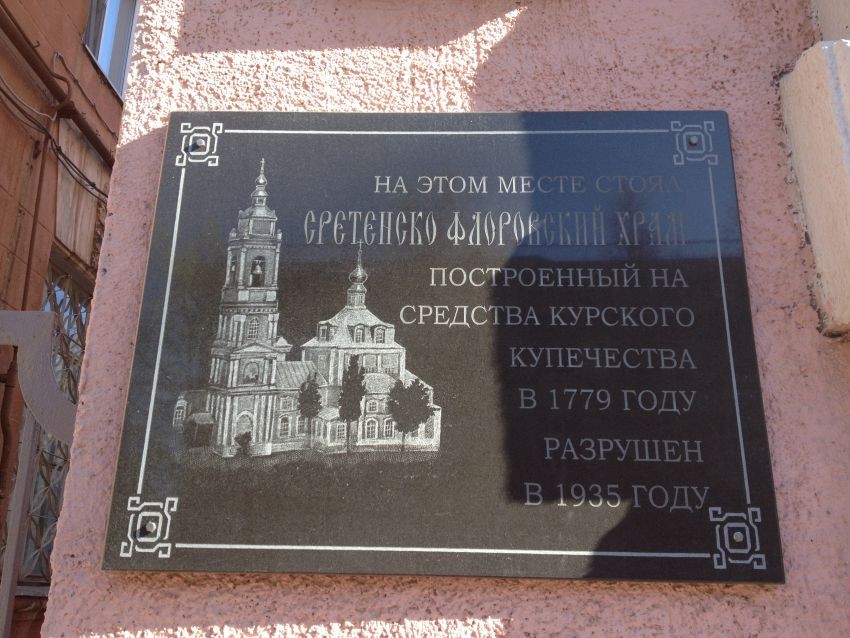 НА ЭТОМ МЕСТЕ СТОЯЛ
СРЕТЕНСКО ФЛОРОВСКИЙ ХРАМ
ПОСТРОЕННЫЙ НА
СРЕДСТВА КУРСКОГО
КУПЕЧЕСТВА
В 1779 ГОДУ
РАЗРУШЕН
В 1935 ГОДУ